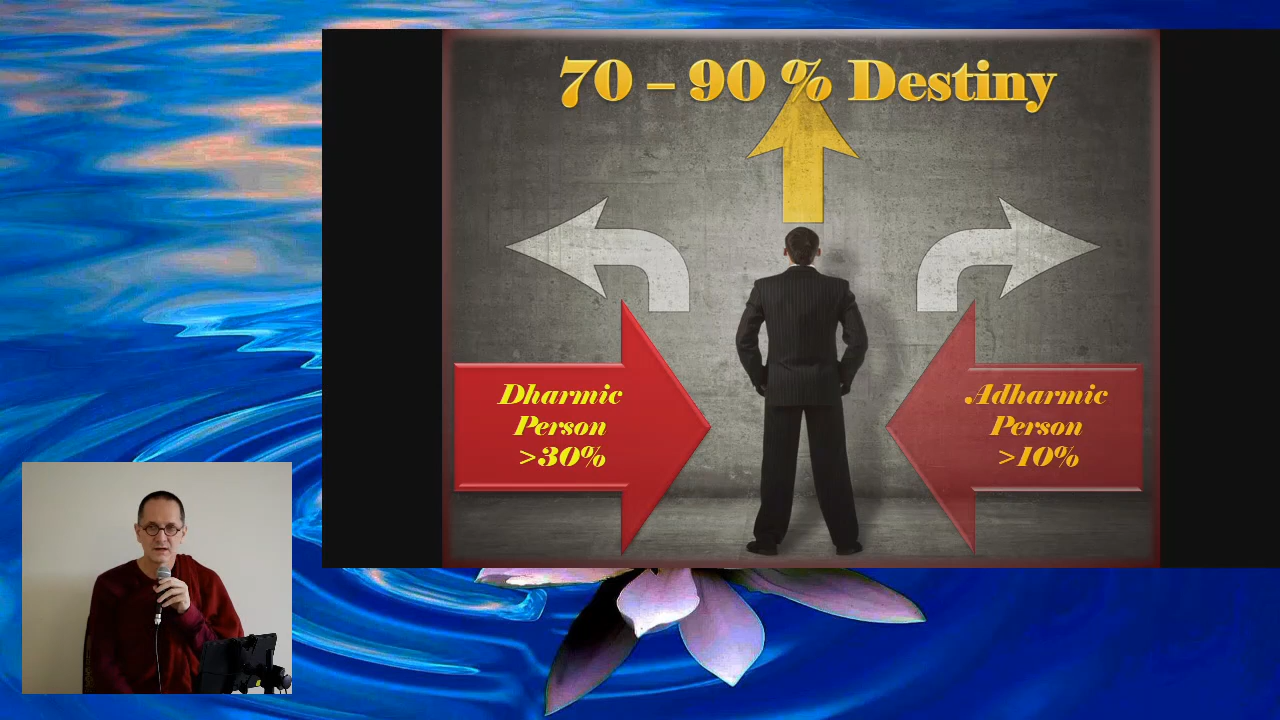 70 – 90 % Destiny
Dharmic
Person
>30%
Adharmic
Person
>10%